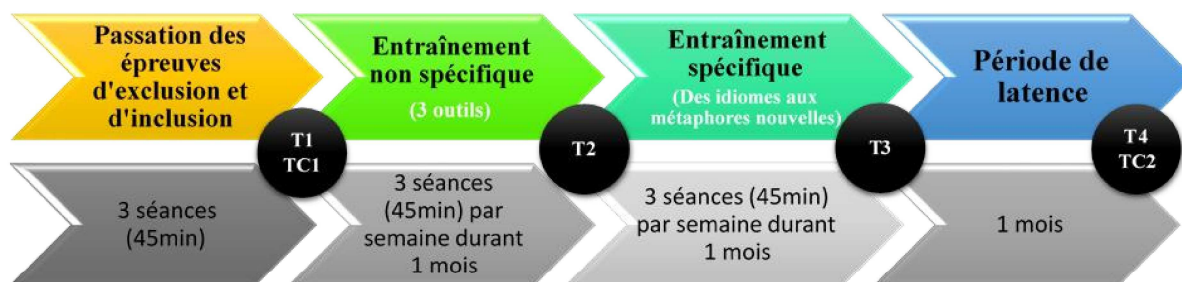 Passation des
épreuves
d'exclusion et
d'inclusion
Entraînement
non spécifique
(3 outils)
Entraînement
spécifique
(Des idiomes aux
métaphores nouvelles)
Période de
latence
T1
TC1
T2
T3
T4
TC2
3 séances
(45min)
3 séances
(45min) par
semaine durant
1 mois
3 séances (45min)
par semaine durant
1 mois
1 mois